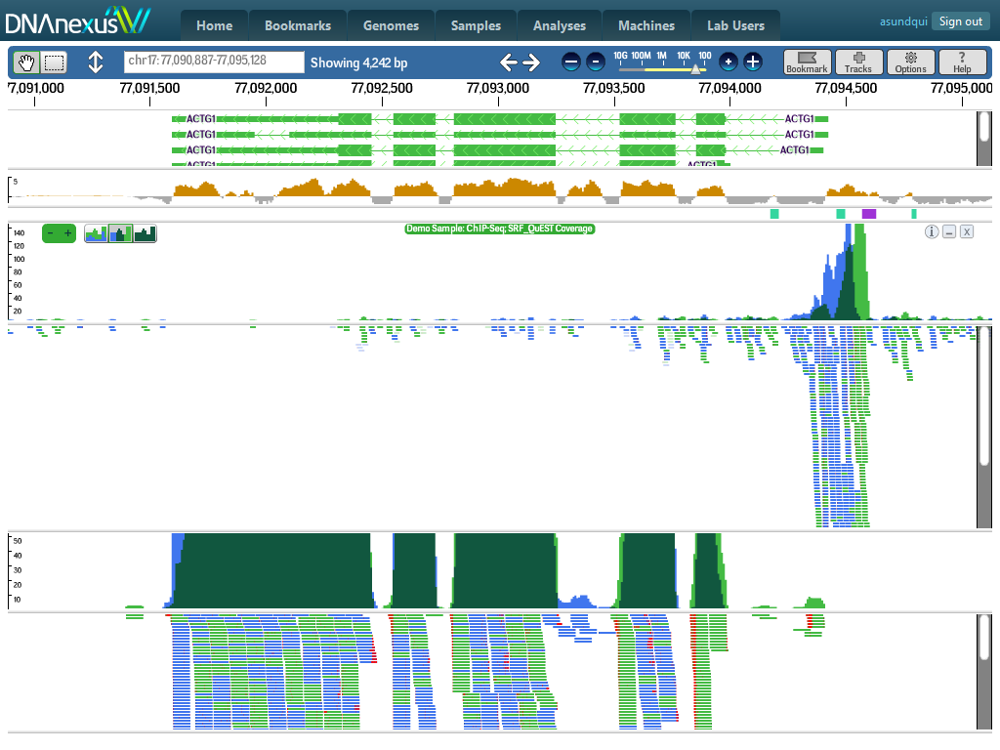 DNAnexus Home Bookmarks Genomes Samples Analyses Machines Lab Users asundqui Sign out
chr17: 77,090,887-77,095,128 Showing 4,242 bp 10G 100M 1M 10K 100 Bookmark Tracks Options ? Help
7,091,000 77,091,500 77,092,000 77,092,500 77,093,000 77,093,500 77,094,000 77,094,500 77,095,000
ACTG1 ACTG1
ACTG1 ACTG1
ACTG1 ACTG1
ACTG1 ACTG1
5
- + Demo Sample: ChIP-Seq; SRF_QuEST Coverage i – X
140
120
100
80
60
40
20
50
40
30
20
10